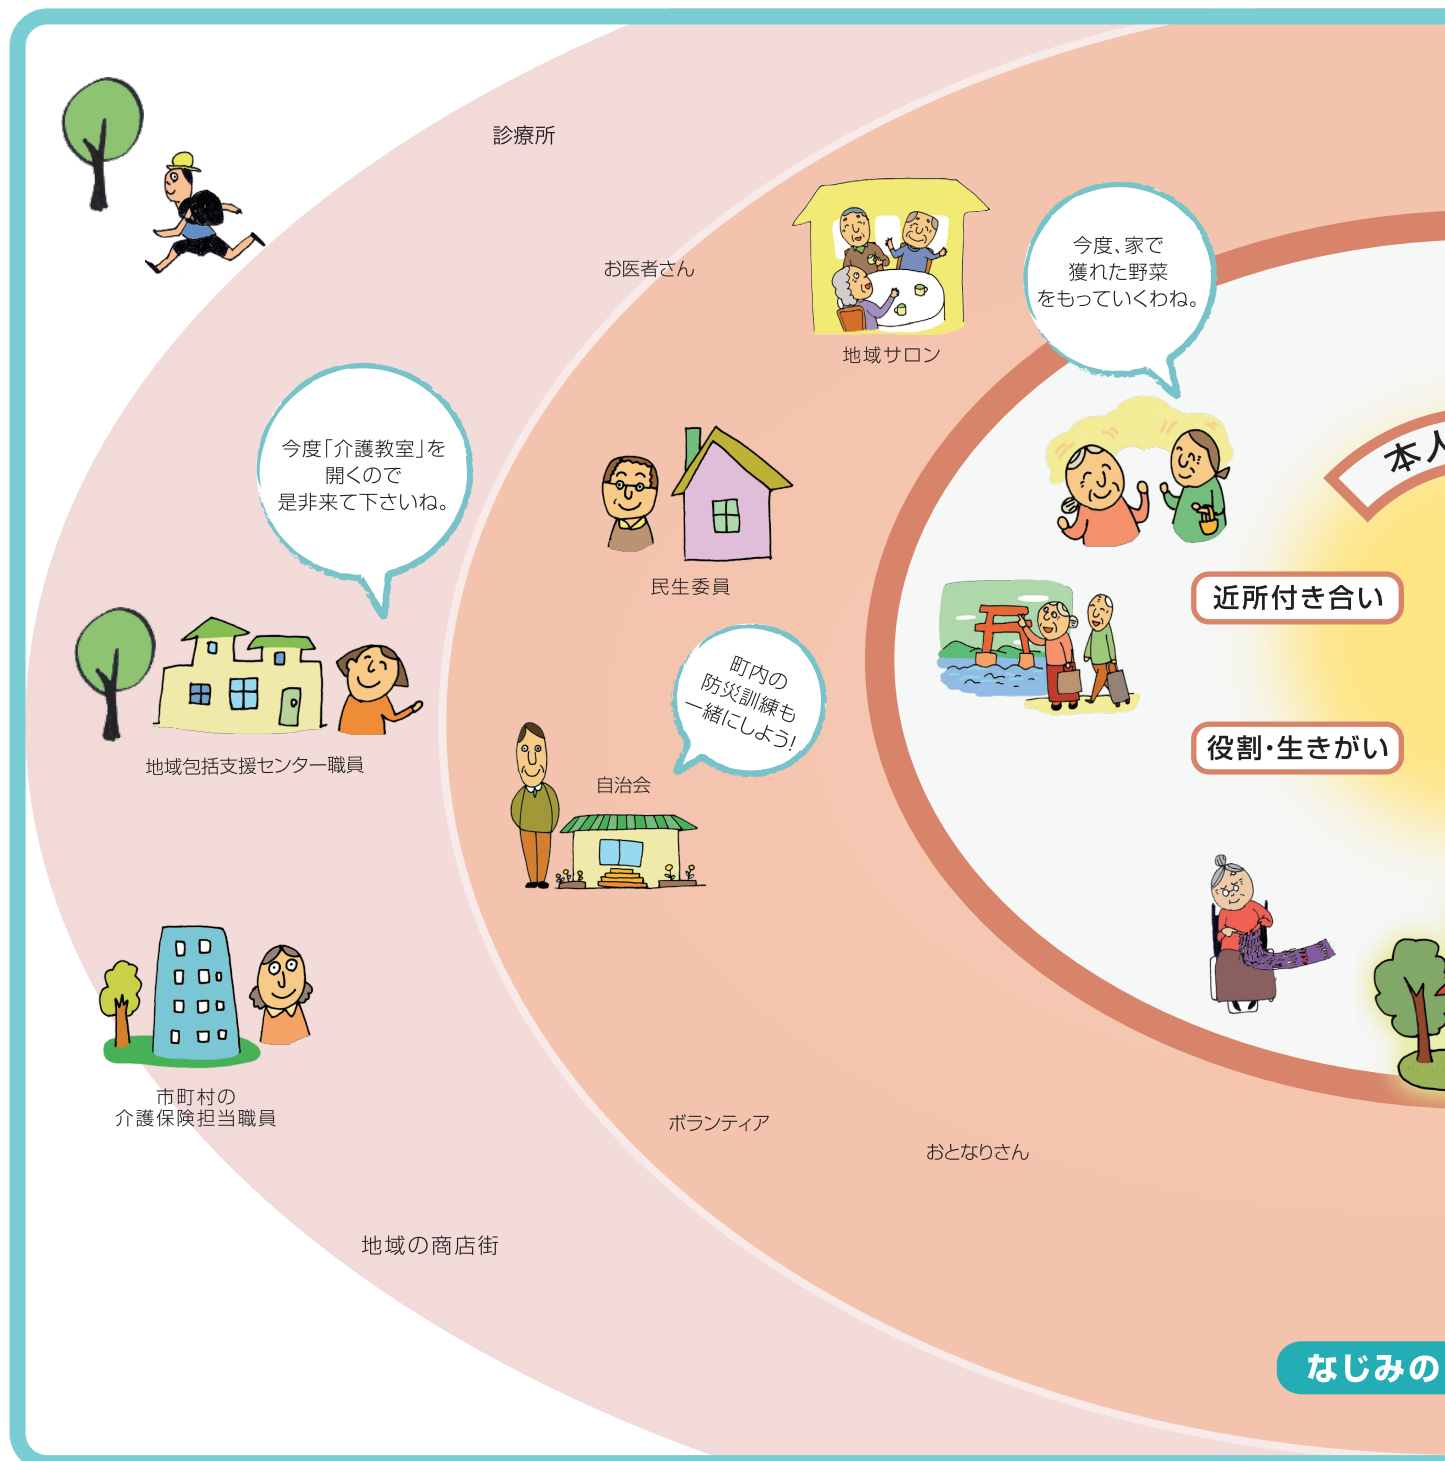 診療所
お医者さん
地域サロン
今度、家で
獲れた野菜
をもっていくわね。
今度「介護教室」を
開くので
是非来て下さいね。
本人
民生委員
近所付き合い
町内の
防災訓練も
一緒にしよう!
役割・生きがい
地域包括支援センター職員
自治会
市町村の
介護保険担当職員
ボランティア
おとなりさん
地域の商店街
なじみの